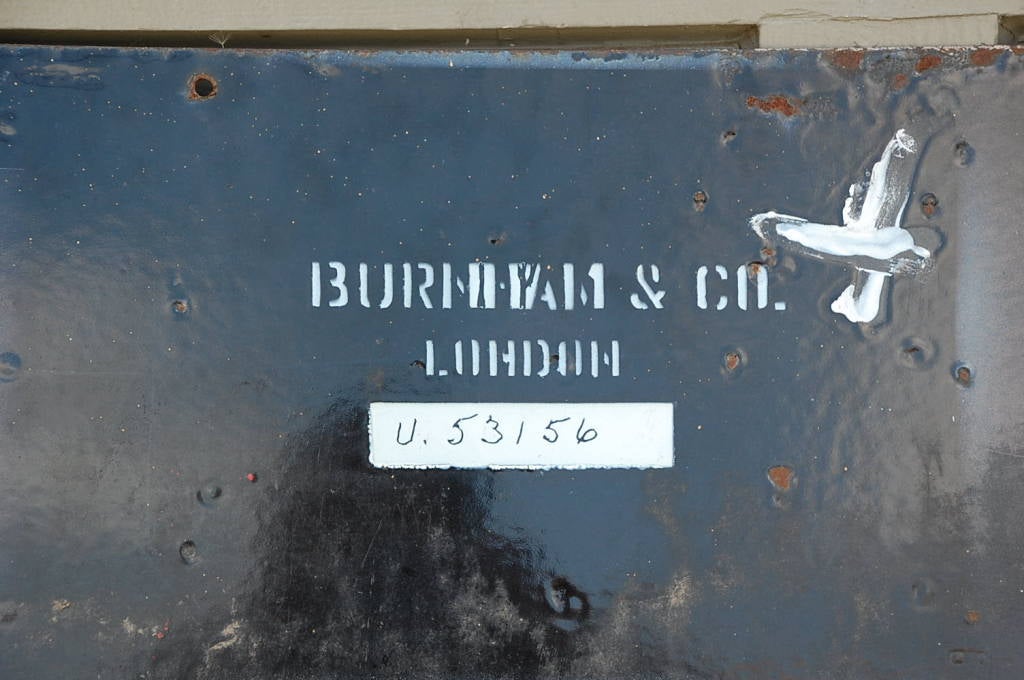 BURNHAM & CO.
LONDON
U. 53156